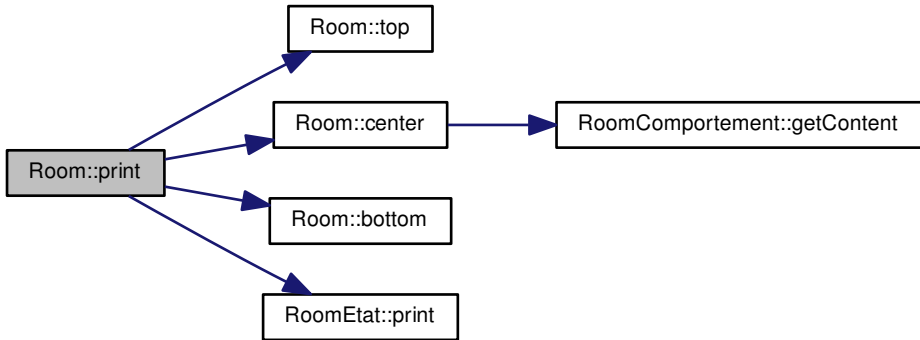 Room::top
Room::center
RoomComportement::getContent
Room::print
Room::bottom
RoomEtat::print